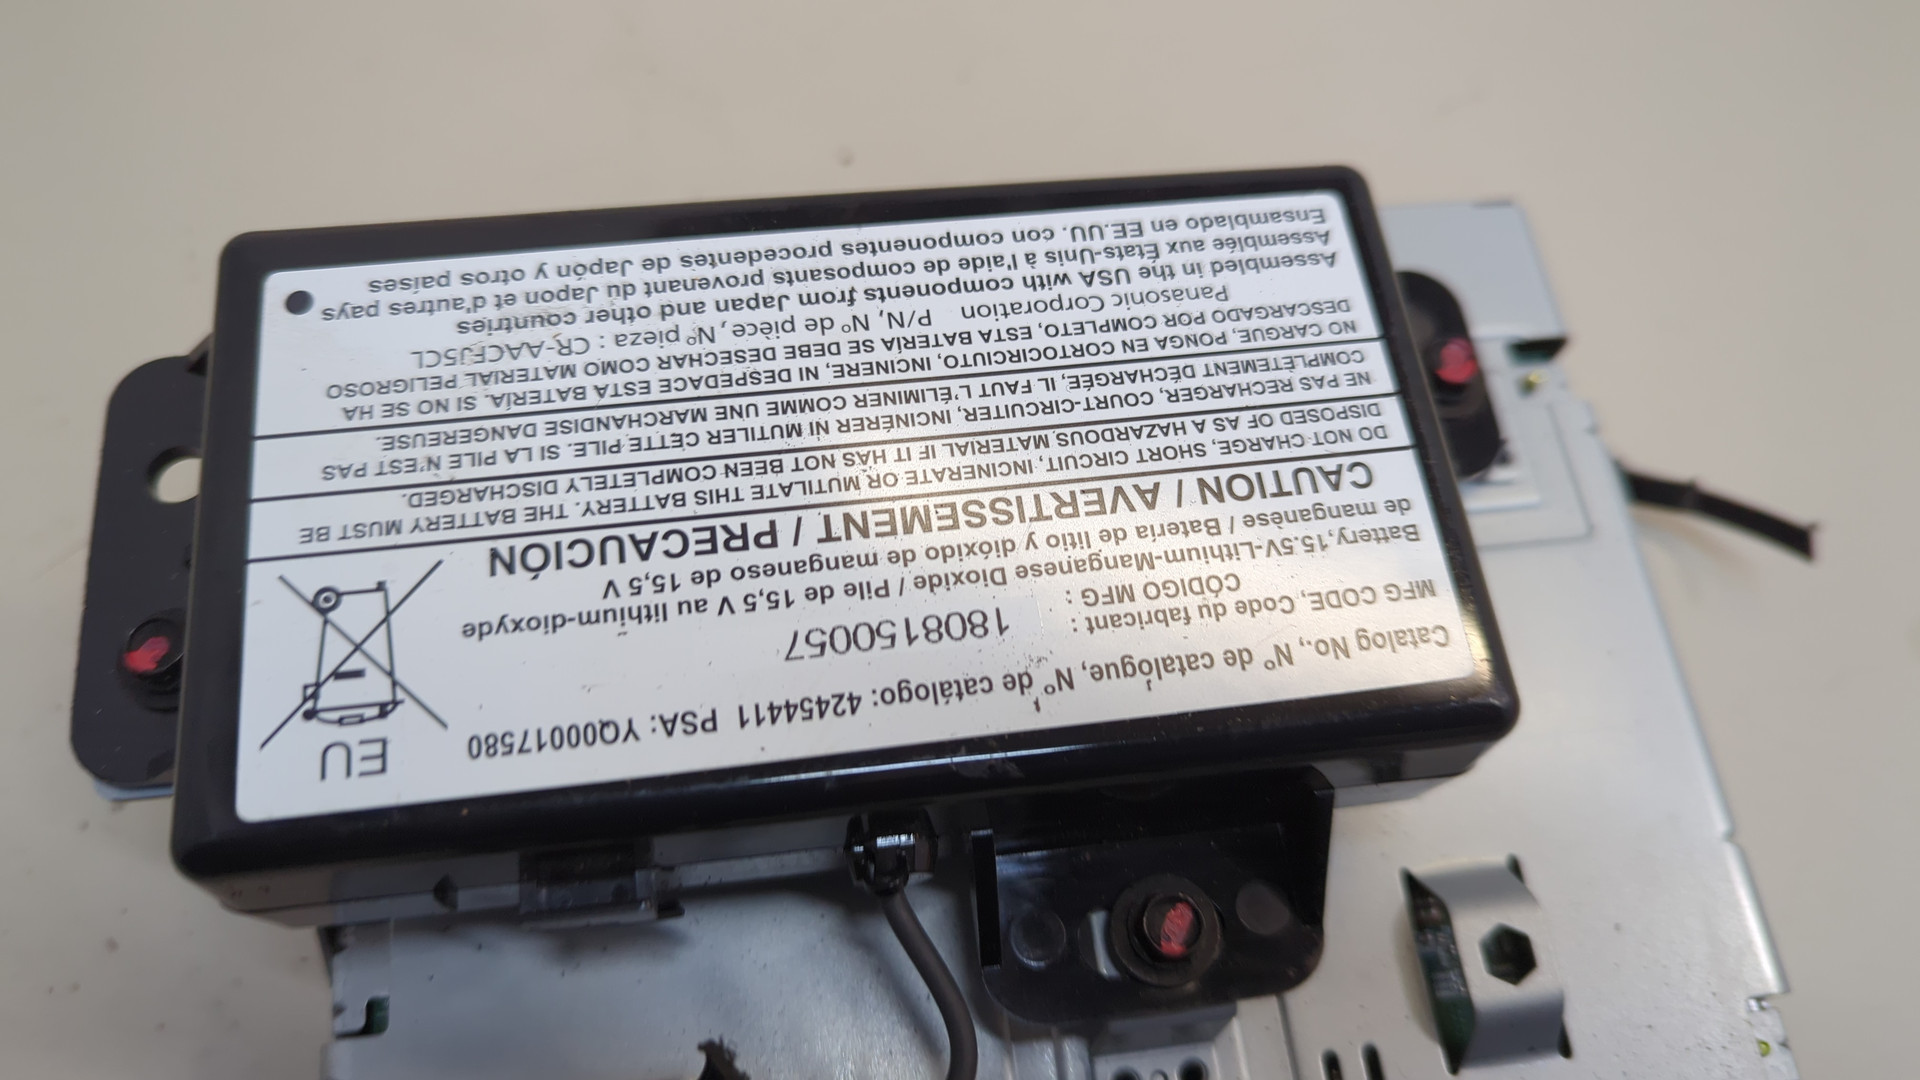 Catalog No., Nº de catalogue, Nº de catálogo: 42454411 PSA: YQ00017580
MFG CODE, Code du fabricant :
CÓDIGO MFG :
1808150057
Battery,15.5V-Lithium-Manganese Dioxide / Pile de 15,5 V au lithium-dioxyde
de manganèse / Batería de litio y dióxido de manganeso de 15,5 V
CAUTION / AVERTISSEMENT / PRECAUCIÓN
DO NOT CHARGE, SHORT CIRCUIT, INCINERATE OR MUTILATE THIS BATTERY. THE BATTERY MUST BE
DISPOSED OF AS A HAZARDOUS MATERIAL IF IT HAS NOT BEEN COMPLETELY DISCHARGED.
NE PAS RECHARGER, COURT-CIRCUITER, INCINÉRER NI MUTILER CETTE PILE. SI LA PILE N'EST PAS
COMPLÈTEMENT DÉCHARGÉE, IL FAUT L'ÉLIMINER COMME UNE MARCHANDISE DANGEREUSE.
NO CARGUE, PONGA EN CORTOCIRCIUTO, INCINERE, NI DESPEDACE ESTA BATERÍA. SI NO SE HA
DESCARGADO POR COMPLETO, ESTA BATERÍA SE DEBE DESECHAR COMO MATERIAL PELIGROSO
Panasonic Corporation P/N, Nº de pièce, Nº pieza : CR-AACFJ5CL
Assembled in the USA with components from Japan and other countries
Assemblée aux États-Unis à l'aide de composants provenant du Japon et d'autres pays
Ensamblado en EE.UU. con componentes procedentes de Japón y otros países
EU